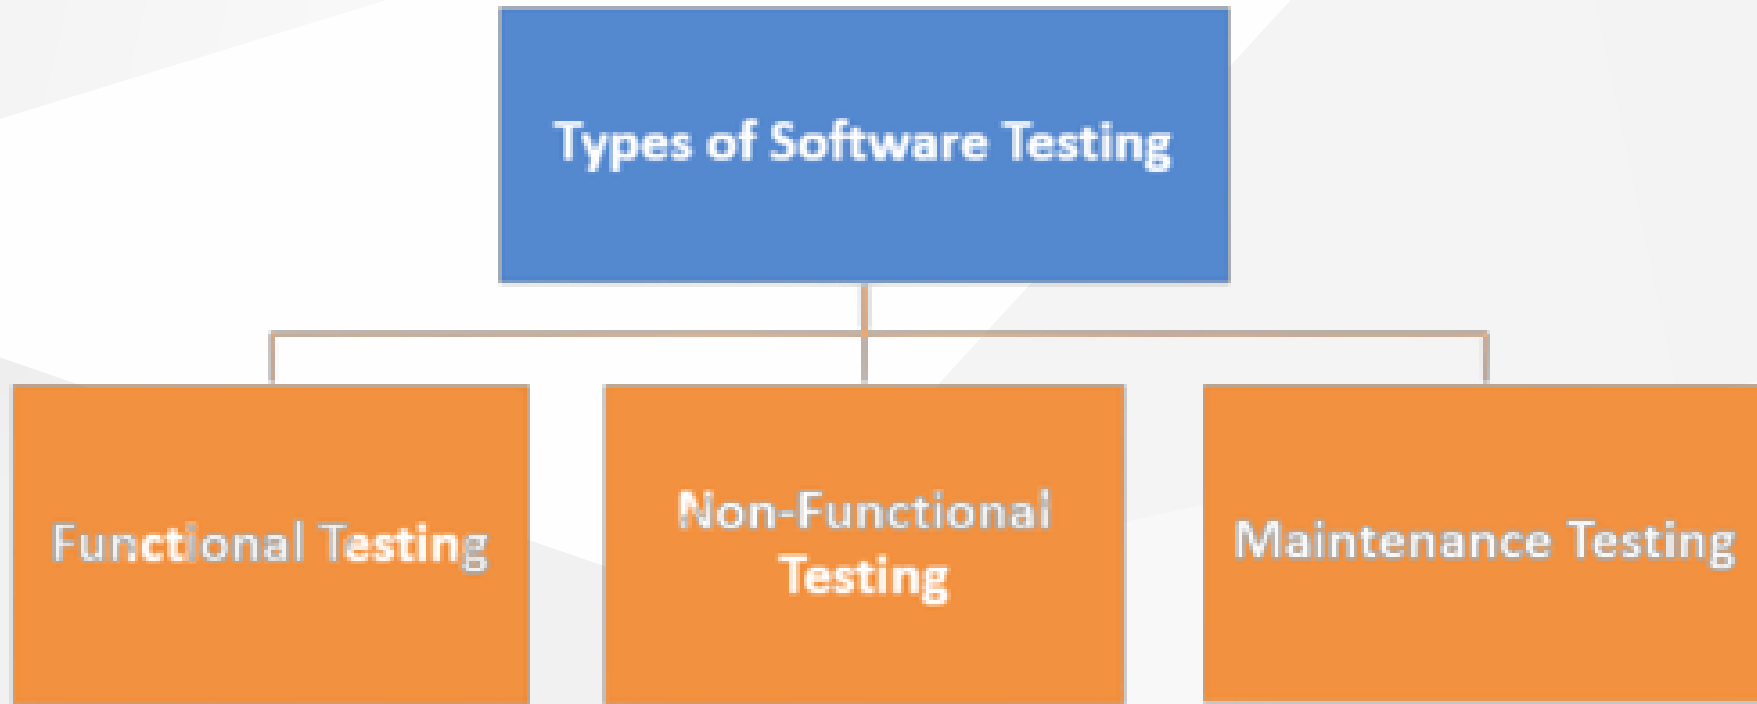 Types of Software Testing
Functional Testing
Non-Functional
Testing
Maintenance Testing